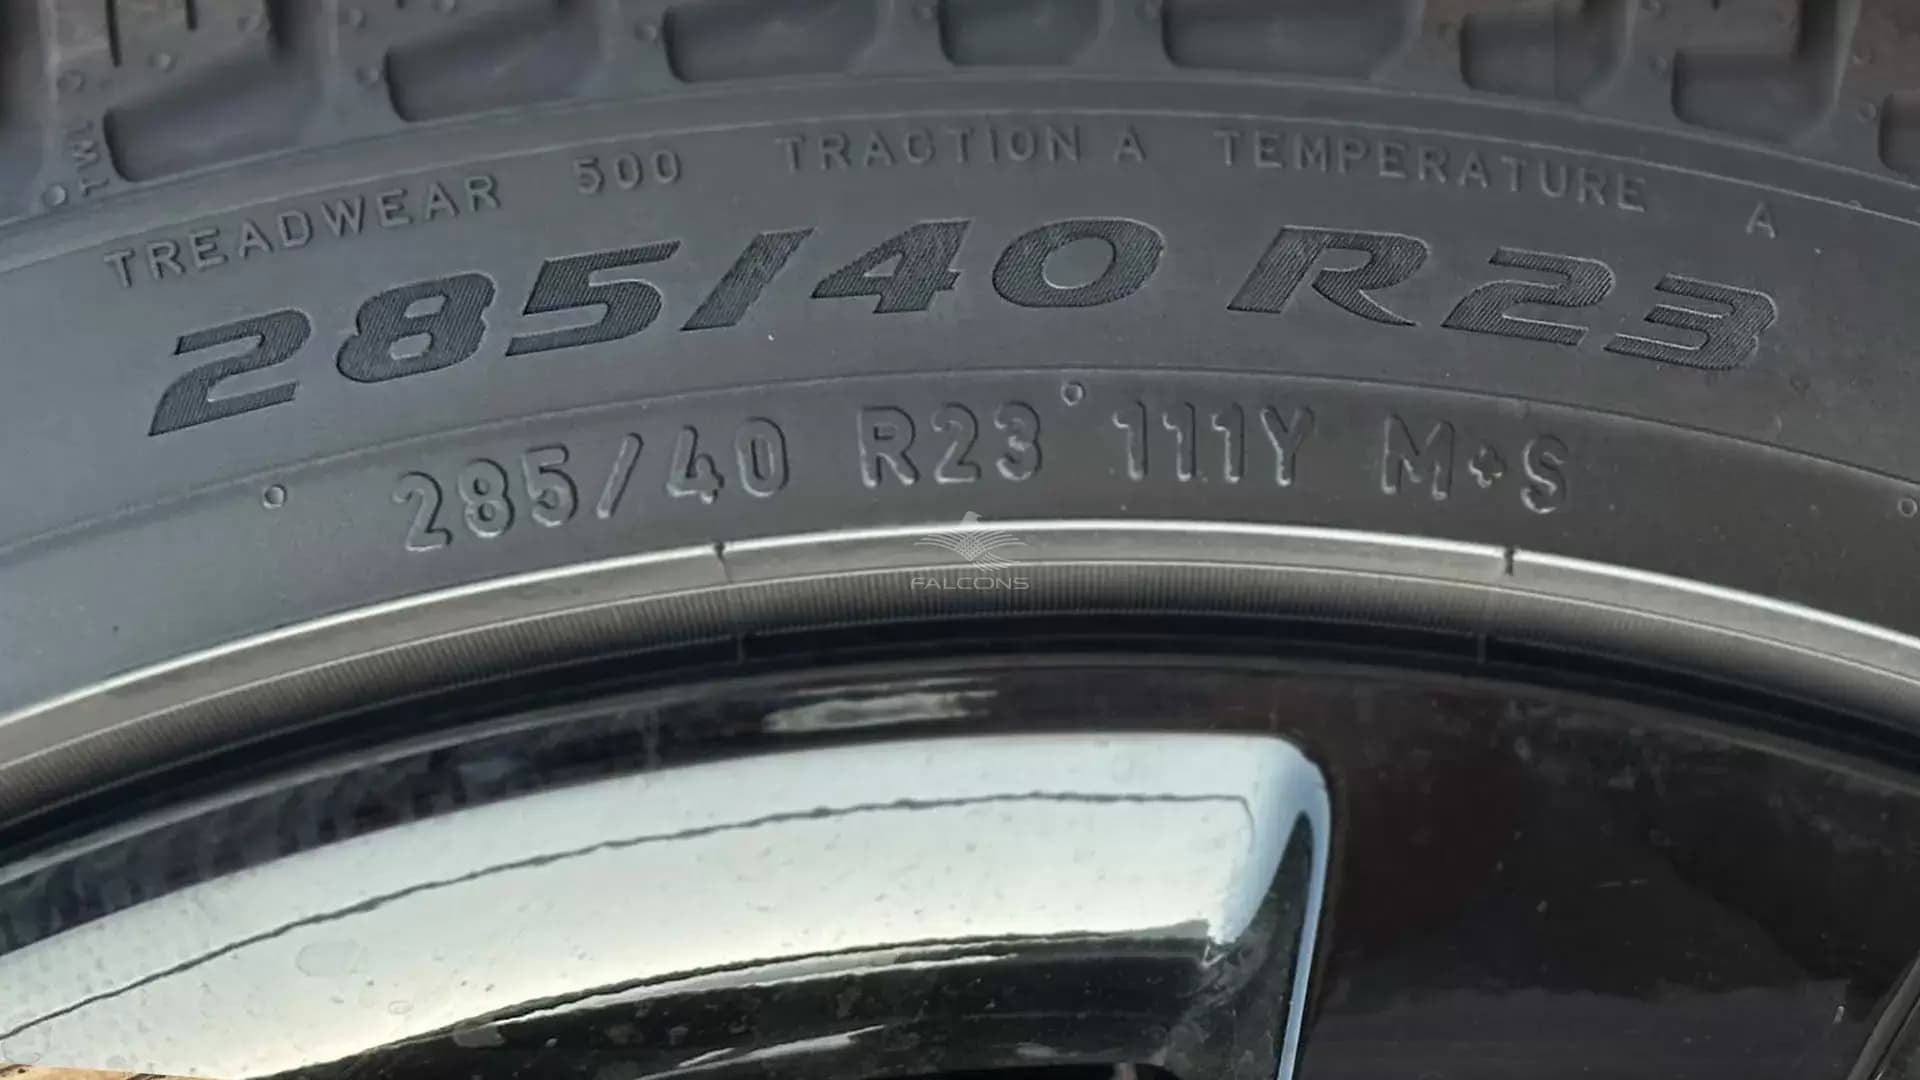 TREADWEAR 500 TRACTION A TEMPERATURE A
285/40 R23
285/40 R23 111Y M+S
FALCONS
TWI